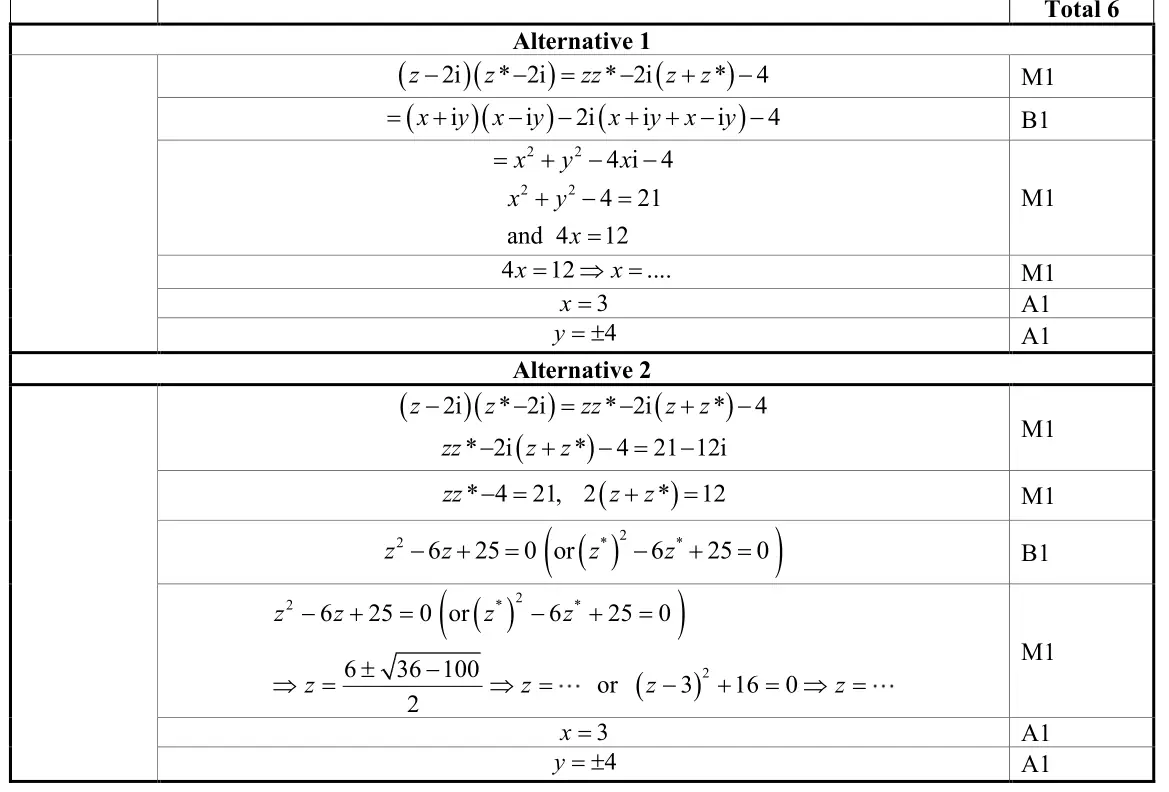 Total 6
Alternative 1
(z − 2i)(z* −2i) = zz* −2i(z + z*) − 4 M1
= (x + iy)(x − iy) − 2i(x + iy + x − iy) − 4 B1
= x² + y² − 4xi − 4
x² + y² − 4 = 21 M1
and 4x = 12
4x = 12 ⇒ x = .... M1
x = 3 A1
y = ±4 A1
Alternative 2
(z − 2i)(z* −2i) = zz* −2i(z + z*) − 4
M1
zz* −2i(z + z*) − 4 = 21 − 12i
zz* −4 = 21, 2(z + z*) = 12 M1
z² − 6z + 25 = 0 (or (z*)² − 6z* + 25 = 0) B1
z² − 6z + 25 = 0 (or (z*)² − 6z* + 25 = 0)
M1
⇒ z = (6 ± √(36 − 100))/2 ⇒ z = ⋯ or (z − 3)² + 16 = 0 ⇒ z = ⋯
x = 3 A1
y = ±4 A1